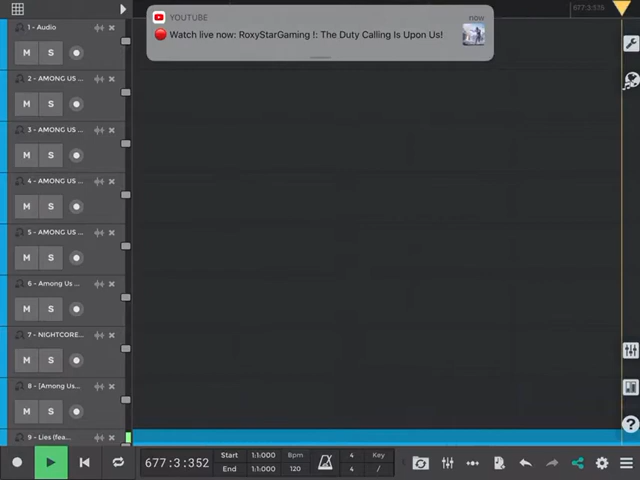 677:3:135
YOUTUBE
now
Watch live now: RoxyStarGaming !: The Duty Calling Is Upon Us!
1 - Audio
M S
2 - AMONG US ...
M S
3 - AMONG US ...
M S
4 - AMONG US ...
M S
5 - AMONG US ...
M S
6 - Among Us ...
M S
7 - NIGHTCORE...
M S
8 - [Among Us...
M S
9 - Lies (fea...
?
677:3:352
Start 1:1:000 Bpm 4 Key
End 1:1:000 120 4 /